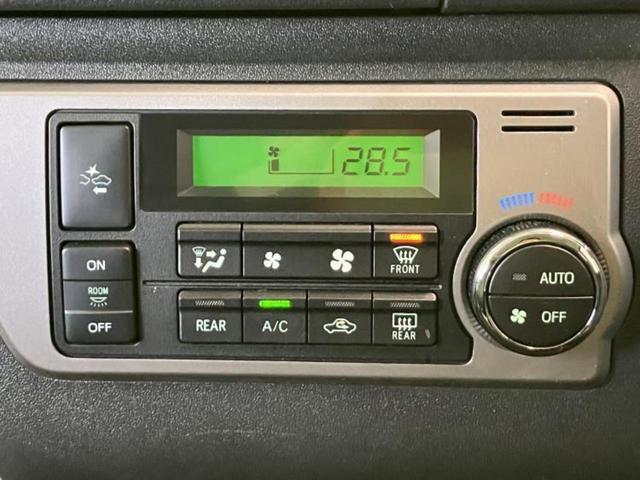 28.5
ON
ROOM
OFF
FRONT
REAR
A/C
REAR
AUTO
OFF